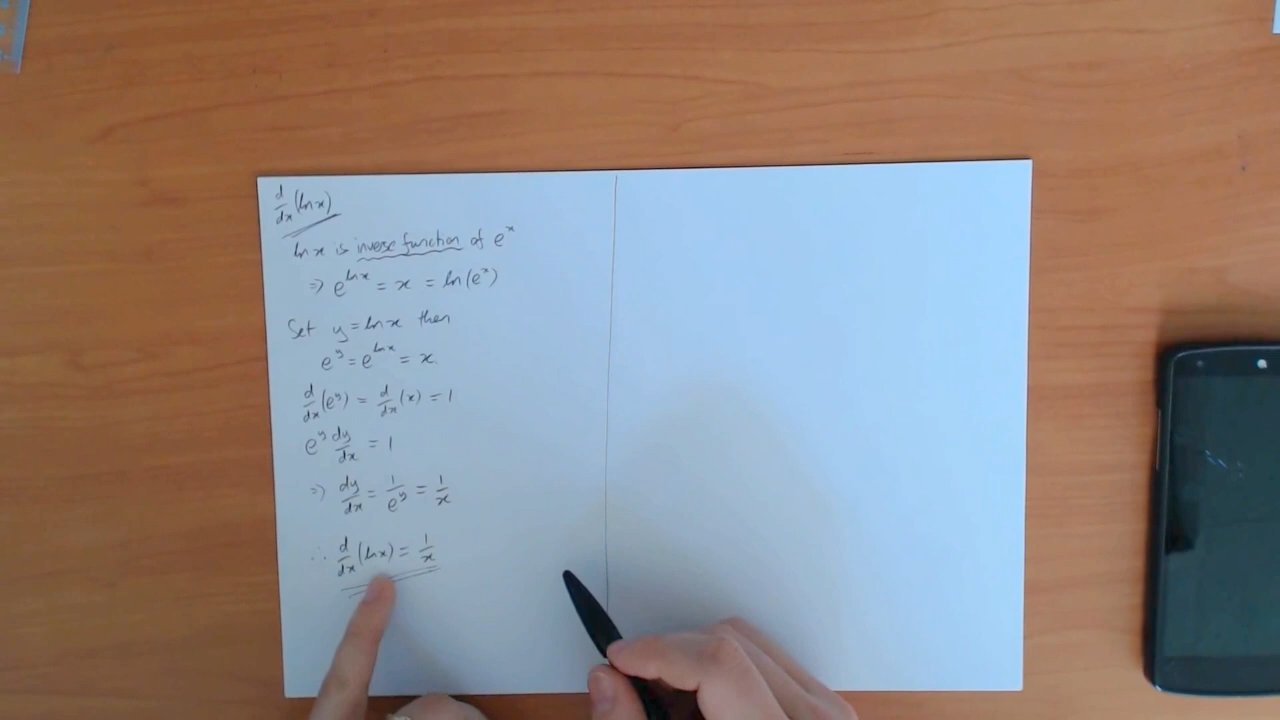 d/dx (ln x)
ln x is inverse function of e^x
⇒ e^{ln x} = x = ln(e^x)
Set y = ln x then
e^y = e^{ln x} = x.
d/dx (e^y) = d/dx (x) = 1
e^y dy/dx = 1
⇒ dy/dx = 1/e^y = 1/x
∴ d/dx (ln x) = 1/x